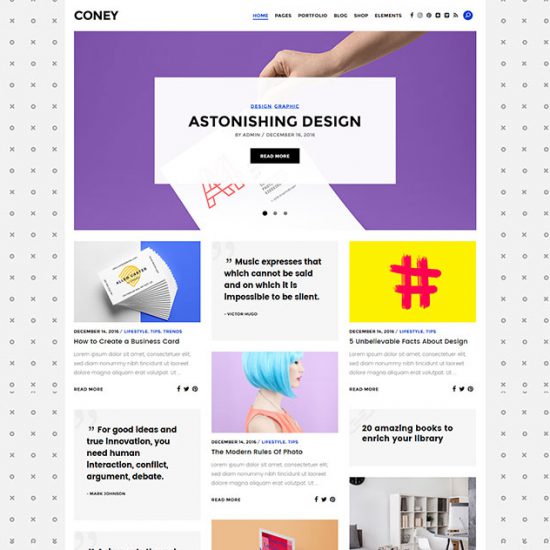 CONEY
HOME PAGES PORTFOLIO BLOG SHOP ELEMENTS
DESIGN GRAPHIC
ASTONISHING DESIGN
BY ADMIN / DECEMBER 16, 2016
READ MORE
ALLEN CARTER
DECEMBER 14, 2016 / LIFESTYLE, TIPS, TRENDS
How to Create a Business Card
Lorem ipsum dolor sit amet, consectetuer elit,
sed diam nonummy nibh tincidunt ut laoreet
dolore magna aliquam erat volutpat. Ut ...
READ MORE
" For good ideas and
true innovation, you
need human
interaction, conflict,
argument, debate.
- MARK JOHNSON
" Music expresses that
which cannot be said
and on which it is
impossible to be silent.
- VICTOR HUGO
DECEMBER 14, 2016 / LIFESTYLE, TIPS
The Modern Rules Of Photo
Lorem ipsum dolor sit amet, consectetuer elit,
sed diam nonummy nibh tincidunt ut laoreet
dolore magna aliquam erat volutpat. Ut ...
READ MORE
#
DECEMBER 14, 2016 / LIFESTYLE, TIPS
5 Unbelievable Facts About Design
Lorem ipsum dolor sit amet, consectetuer elit,
sed diam nonummy nibh tincidunt ut laoreet
dolore magna aliquam erat volutpat. Ut ...
READ MORE
20 amazing books to
enrich your library